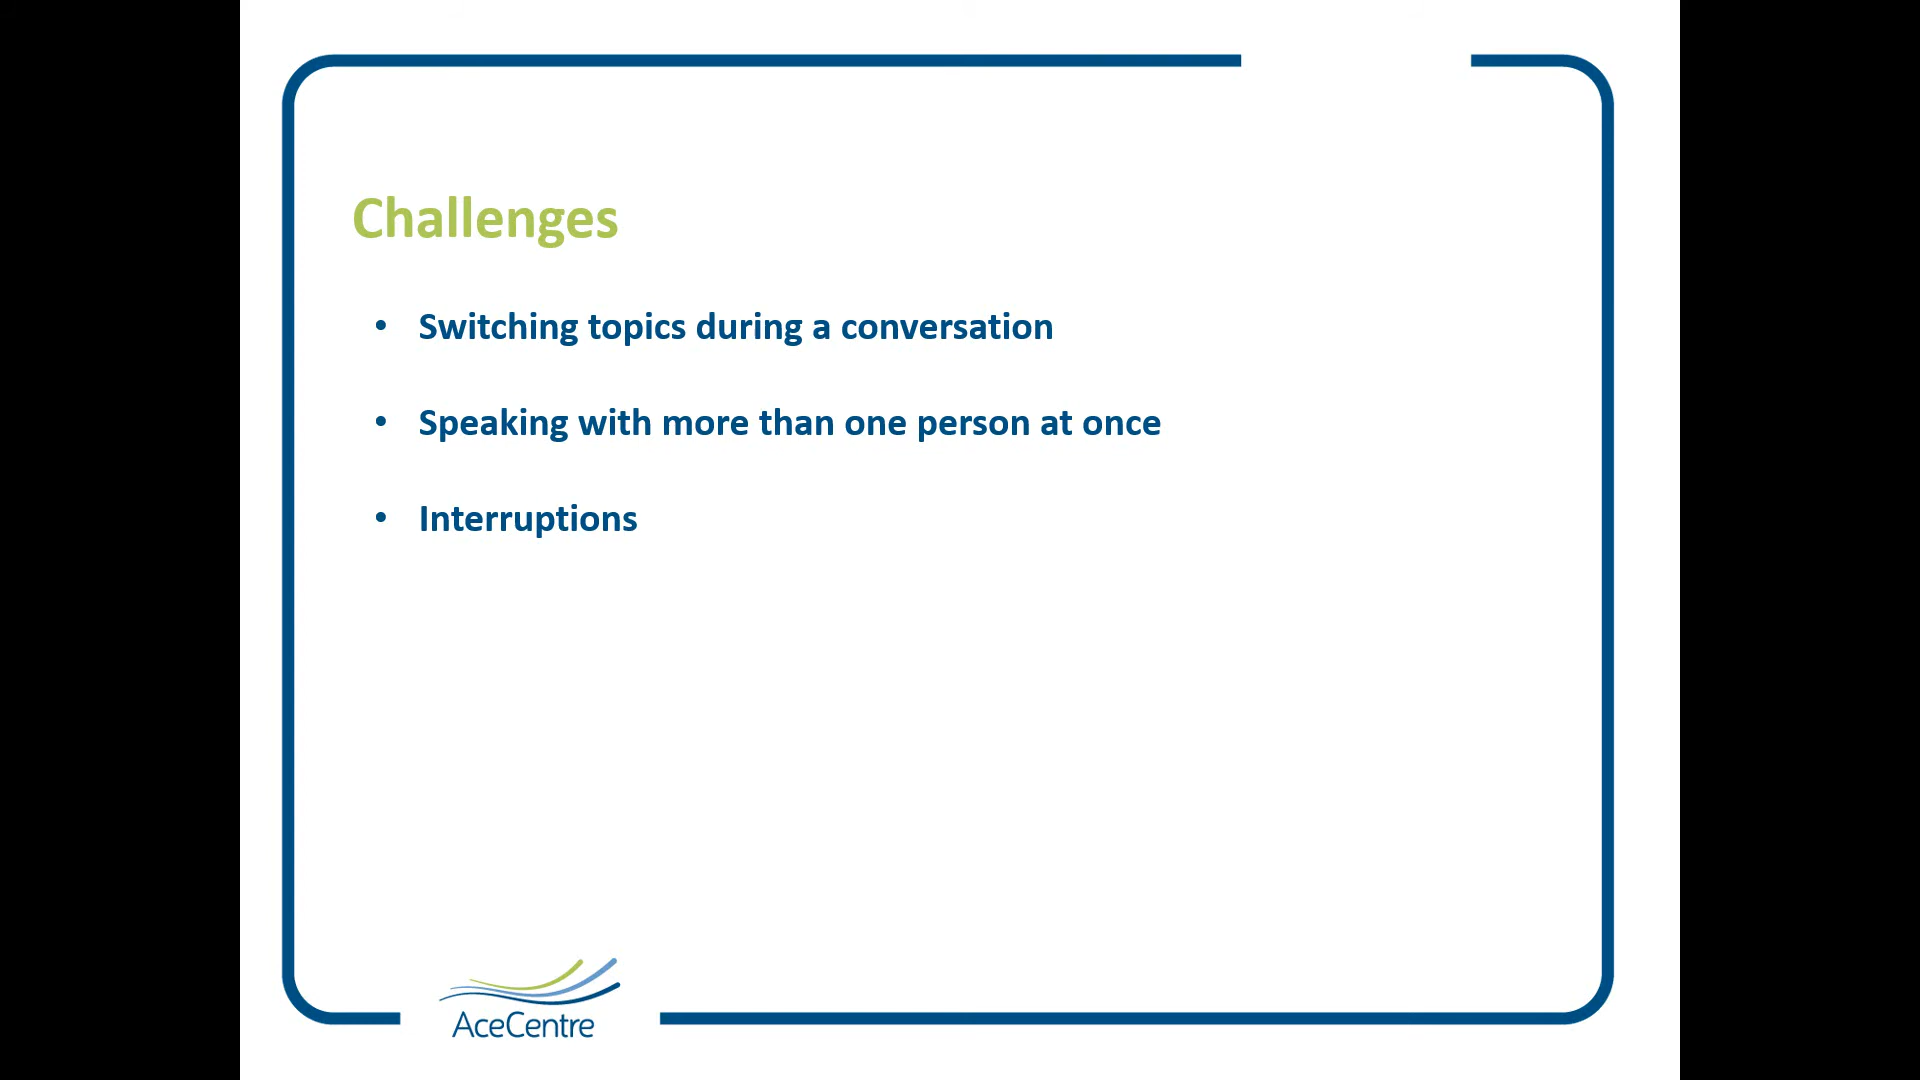 Challenges
• Switching topics during a conversation
• Speaking with more than one person at once
• Interruptions
AceCentre